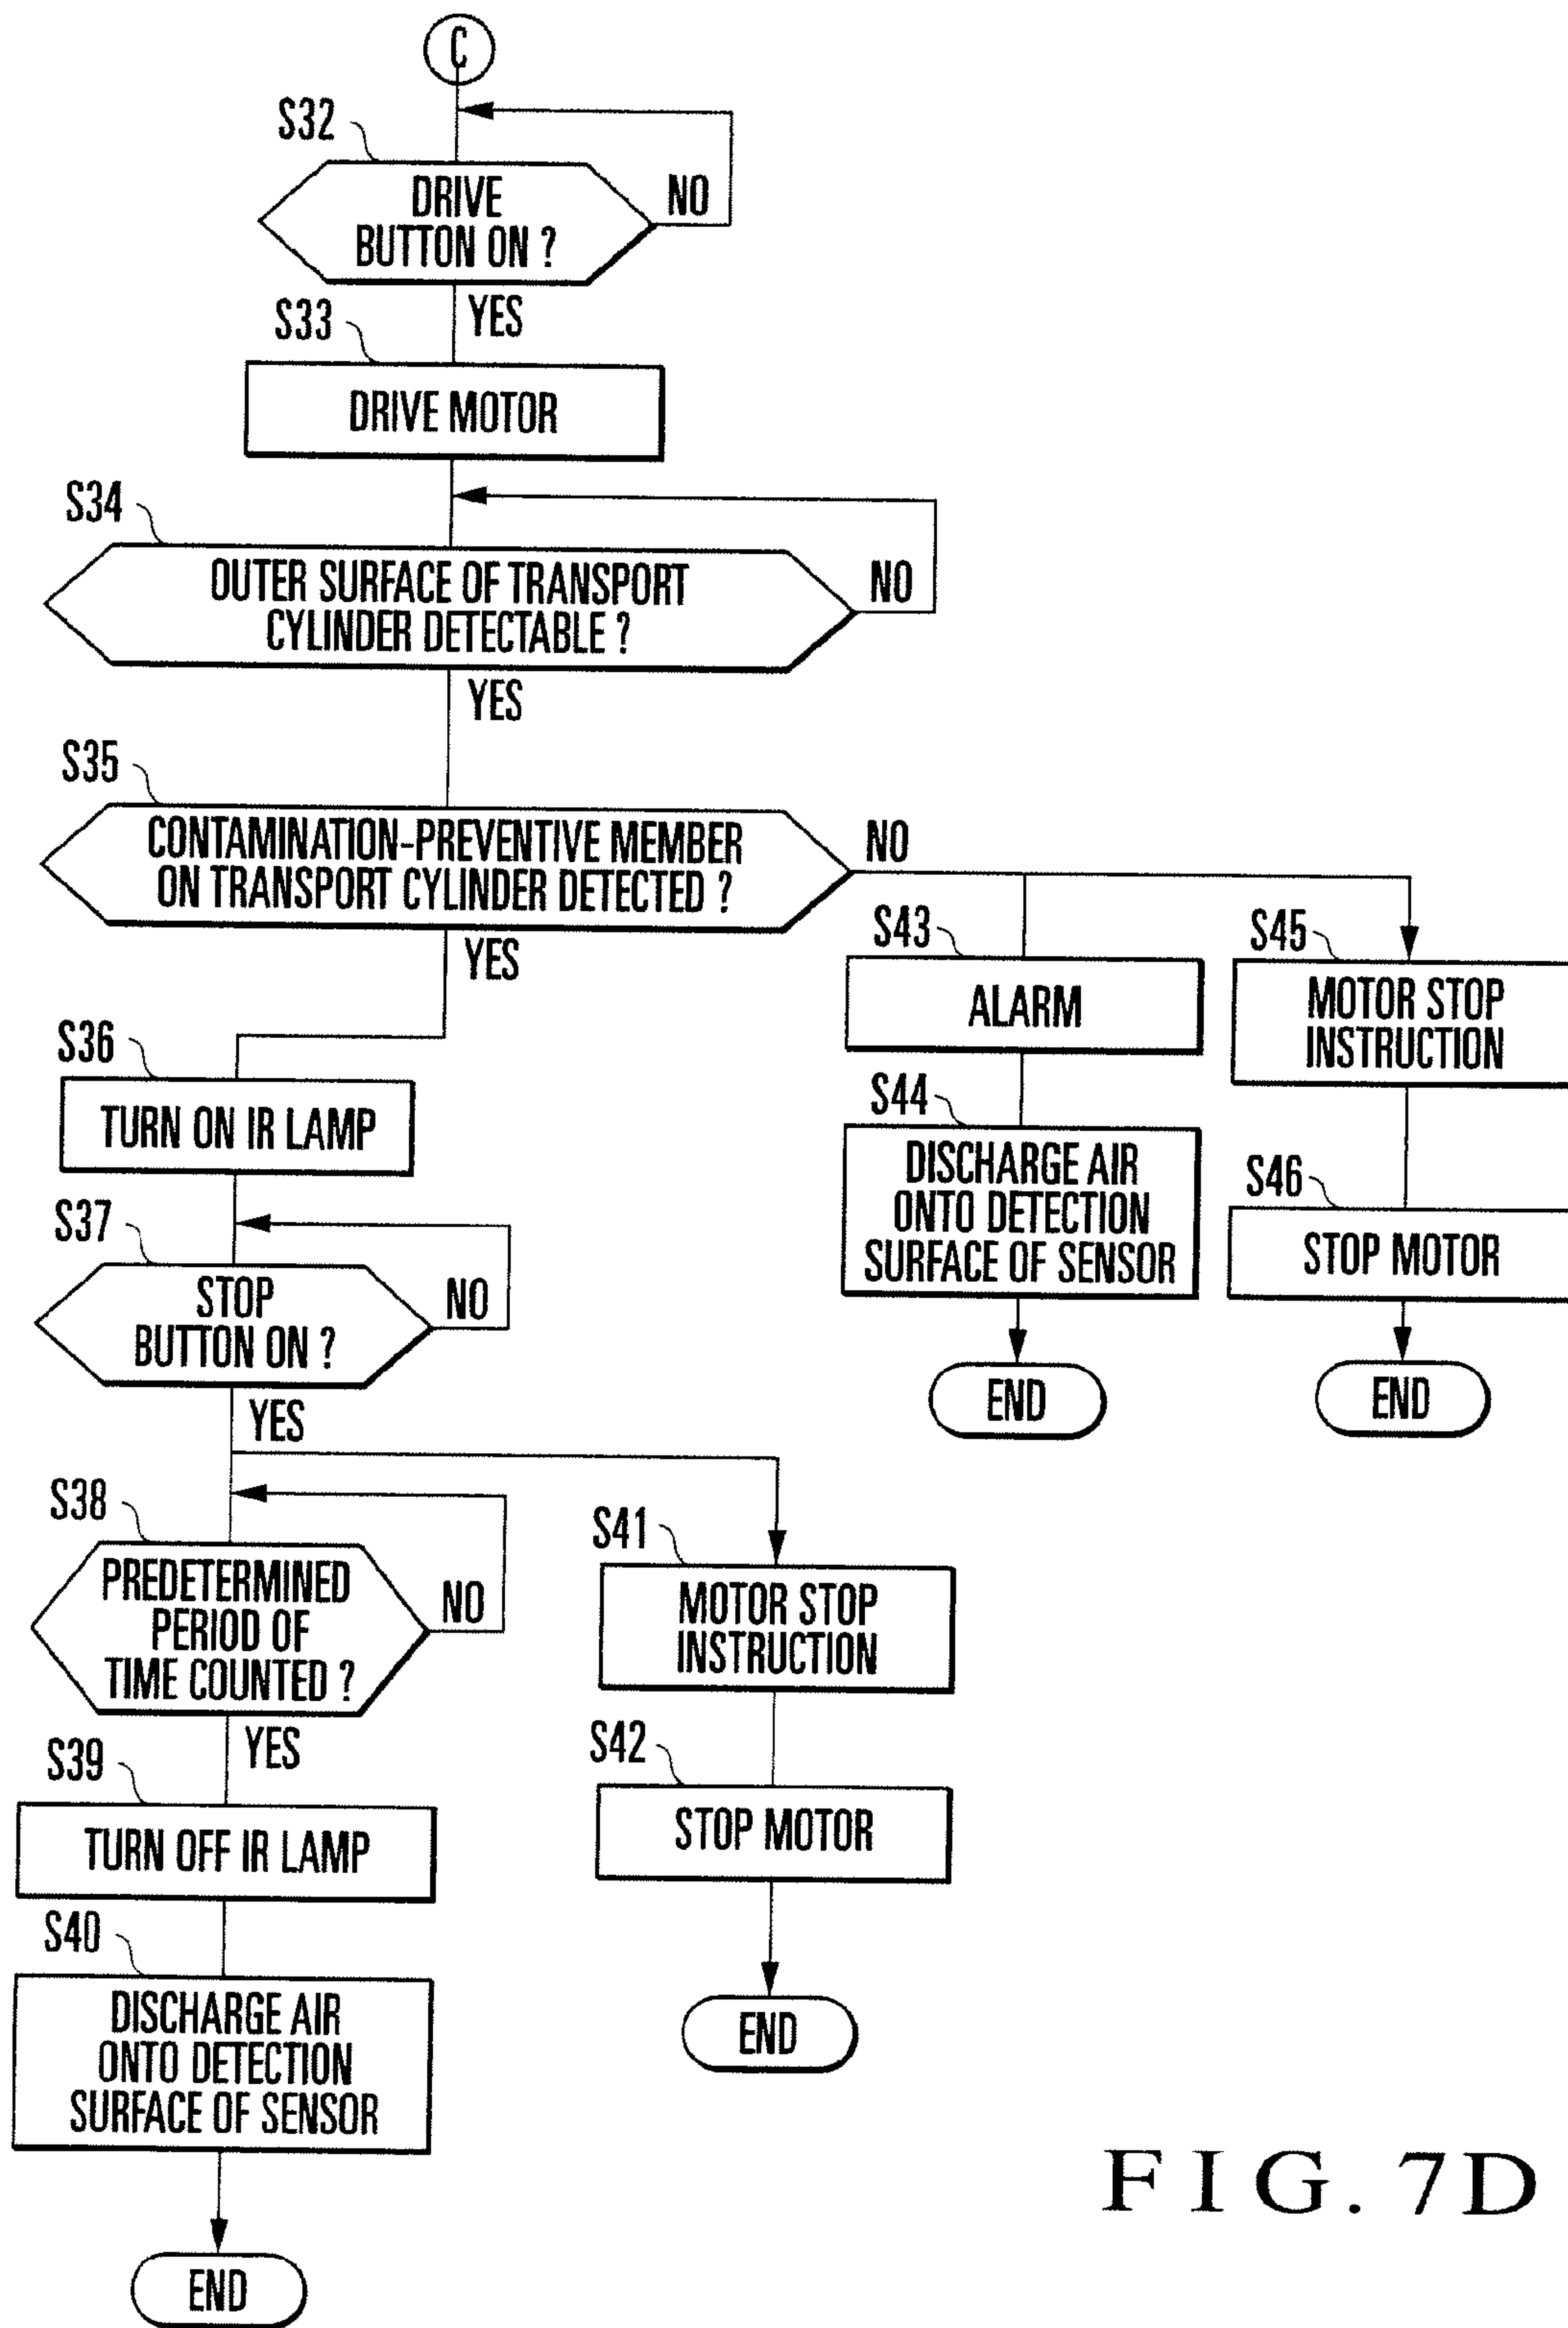 C
S32
DRIVE
BUTTON ON ?
NO
YES
S33
DRIVE MOTOR
S34
OUTER SURFACE OF TRANSPORT
CYLINDER DETECTABLE ?
NO
YES
S35
CONTAMINATION-PREVENTIVE MEMBER
ON TRANSPORT CYLINDER DETECTED ?
NO
YES
S36
TURN ON IR LAMP
S37
STOP
BUTTON ON ?
NO
YES
S38
PREDETERMINED
PERIOD OF
TIME COUNTED ?
NO
YES
S39
TURN OFF IR LAMP
S40
DISCHARGE AIR
ONTO DETECTION
SURFACE OF SENSOR
END
S41
MOTOR STOP
INSTRUCTION
S42
STOP MOTOR
END
S43
ALARM
S44
DISCHARGE AIR
ONTO DETECTION
SURFACE OF SENSOR
END
S45
MOTOR STOP
INSTRUCTION
S46
STOP MOTOR
END
FIG. 7D